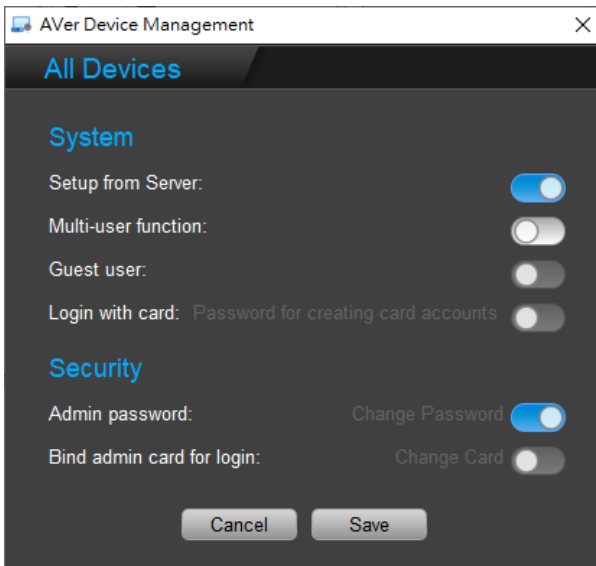 AVer Device Management
All Devices
System
Setup from Server:
Multi-user function:
Guest user:
Login with card: Password for creating card accounts
Security
Admin password: Change Password
Bind admin card for login: Change Card
Cancel Save